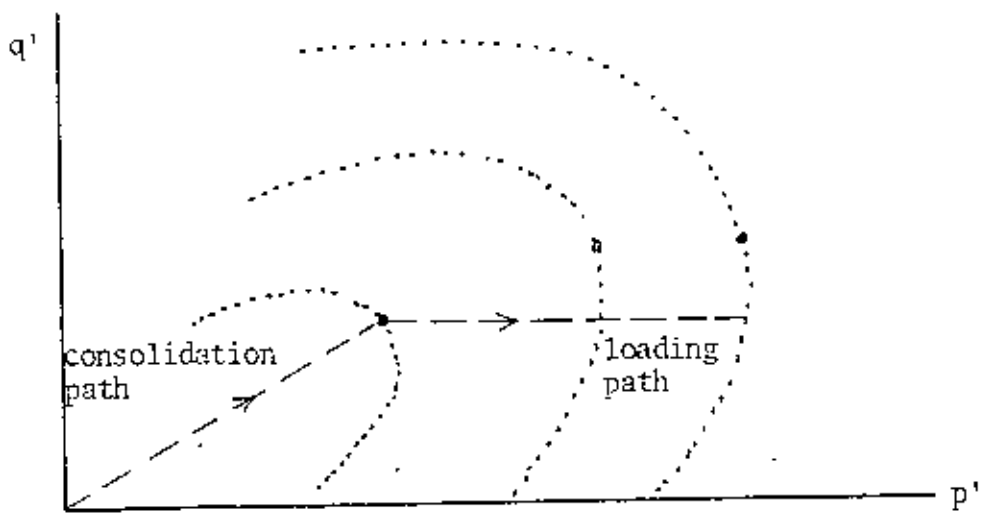 q'
consolidation
path
loading
path
p'